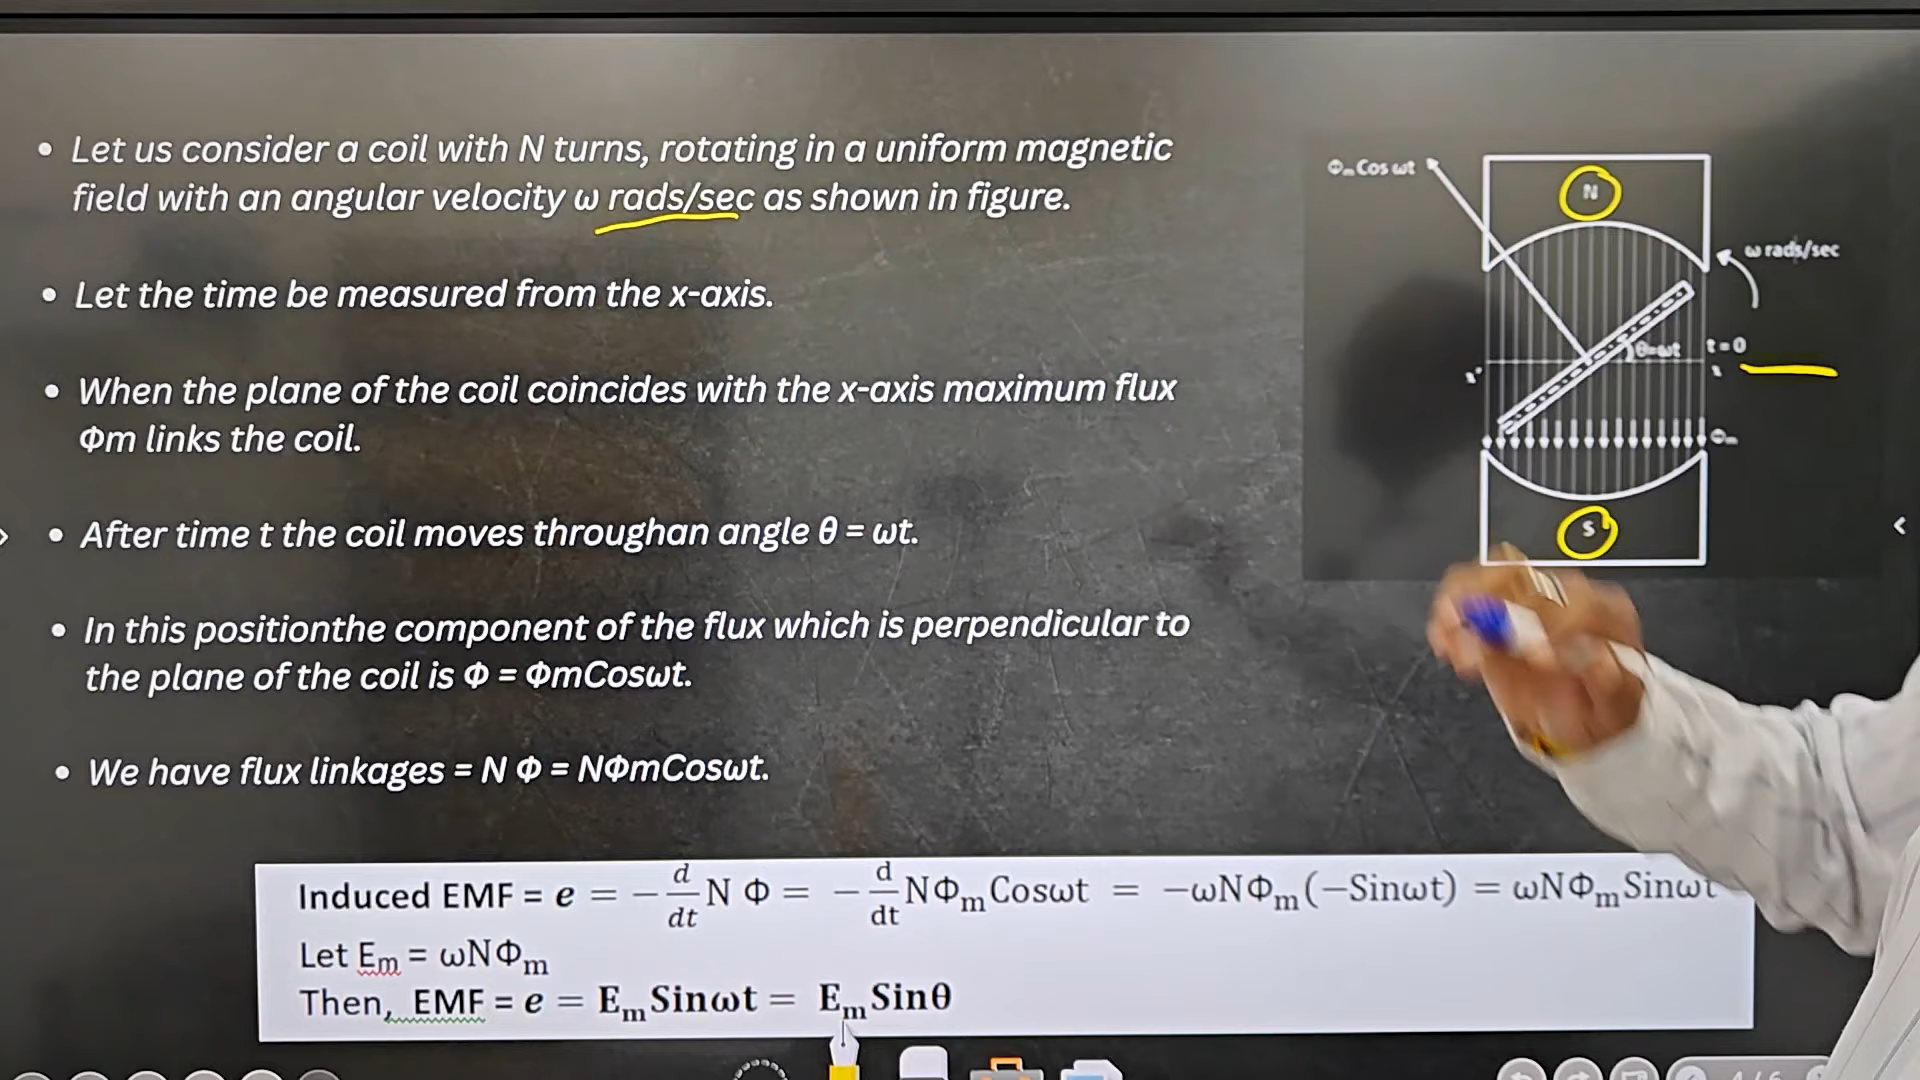 • Let us consider a coil with N turns, rotating in a uniform magnetic
field with an angular velocity ω rads/sec as shown in figure.
• Let the time be measured from the x-axis.
• When the plane of the coil coincides with the x-axis maximum flux
Φm links the coil.
• After time t the coil moves throughan angle θ = ωt.
• In this positionthe component of the flux which is perpendicular to
the plane of the coil is Φ = ΦmCosωt.
• We have flux linkages = N Φ = NΦmCosωt.
Φm Cos ωt
N
ω rads/sec
θ=ωt
t = 0
x'
x
Φm
S
Induced EMF = e = −d/dt N Φ = −d/dt NΦmCosωt = −ωNΦm(−Sinωt) = ωNΦmSinωt
Let Em = ωNΦm
Then, EMF = e = EmSinωt = EmSinθ